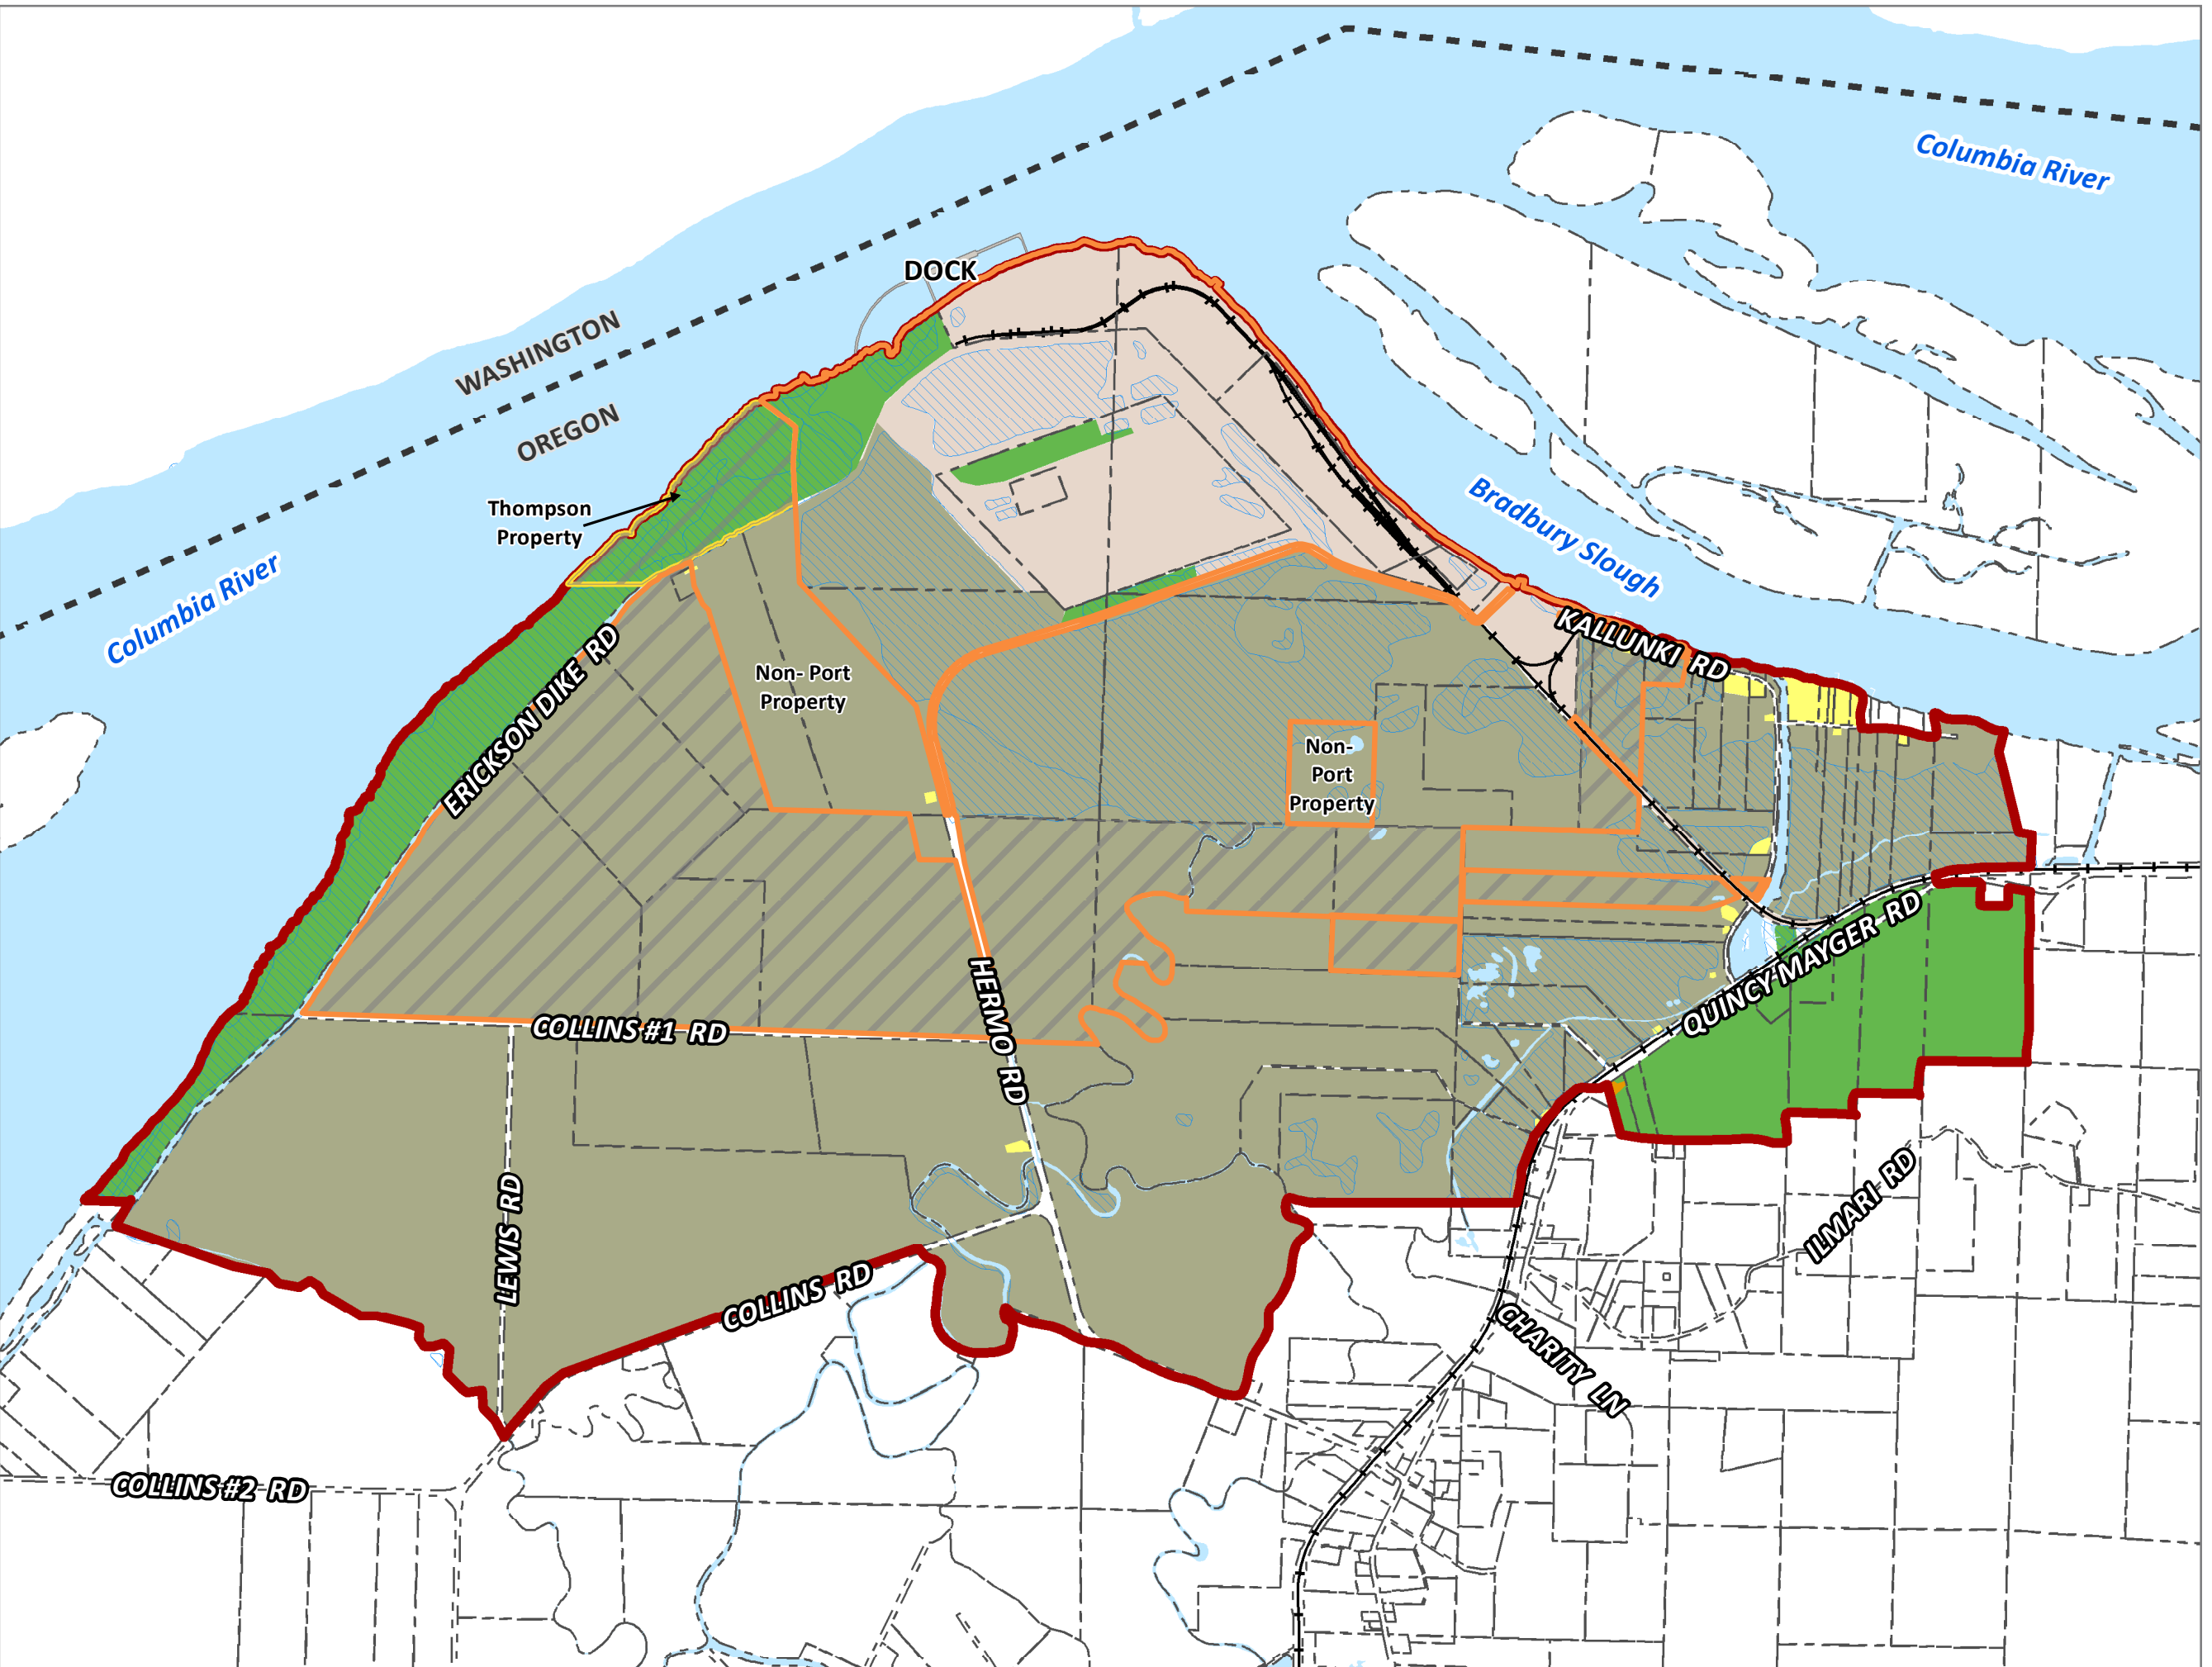 Columbia River
DOCK
WASHINGTON
OREGON
Thompson
Property
Bradbury Slough
Columbia River
KALLUNKI RD
ERICKSON DIKE RD
Non- Port
Property
Non-
Port
Property
QUINCY MAYGER RD
HERMO RD
COLLINS #1 RD
LEWIS RD
ILMARI RD
COLLINS RD
CHARITY LN
COLLINS #2 RD